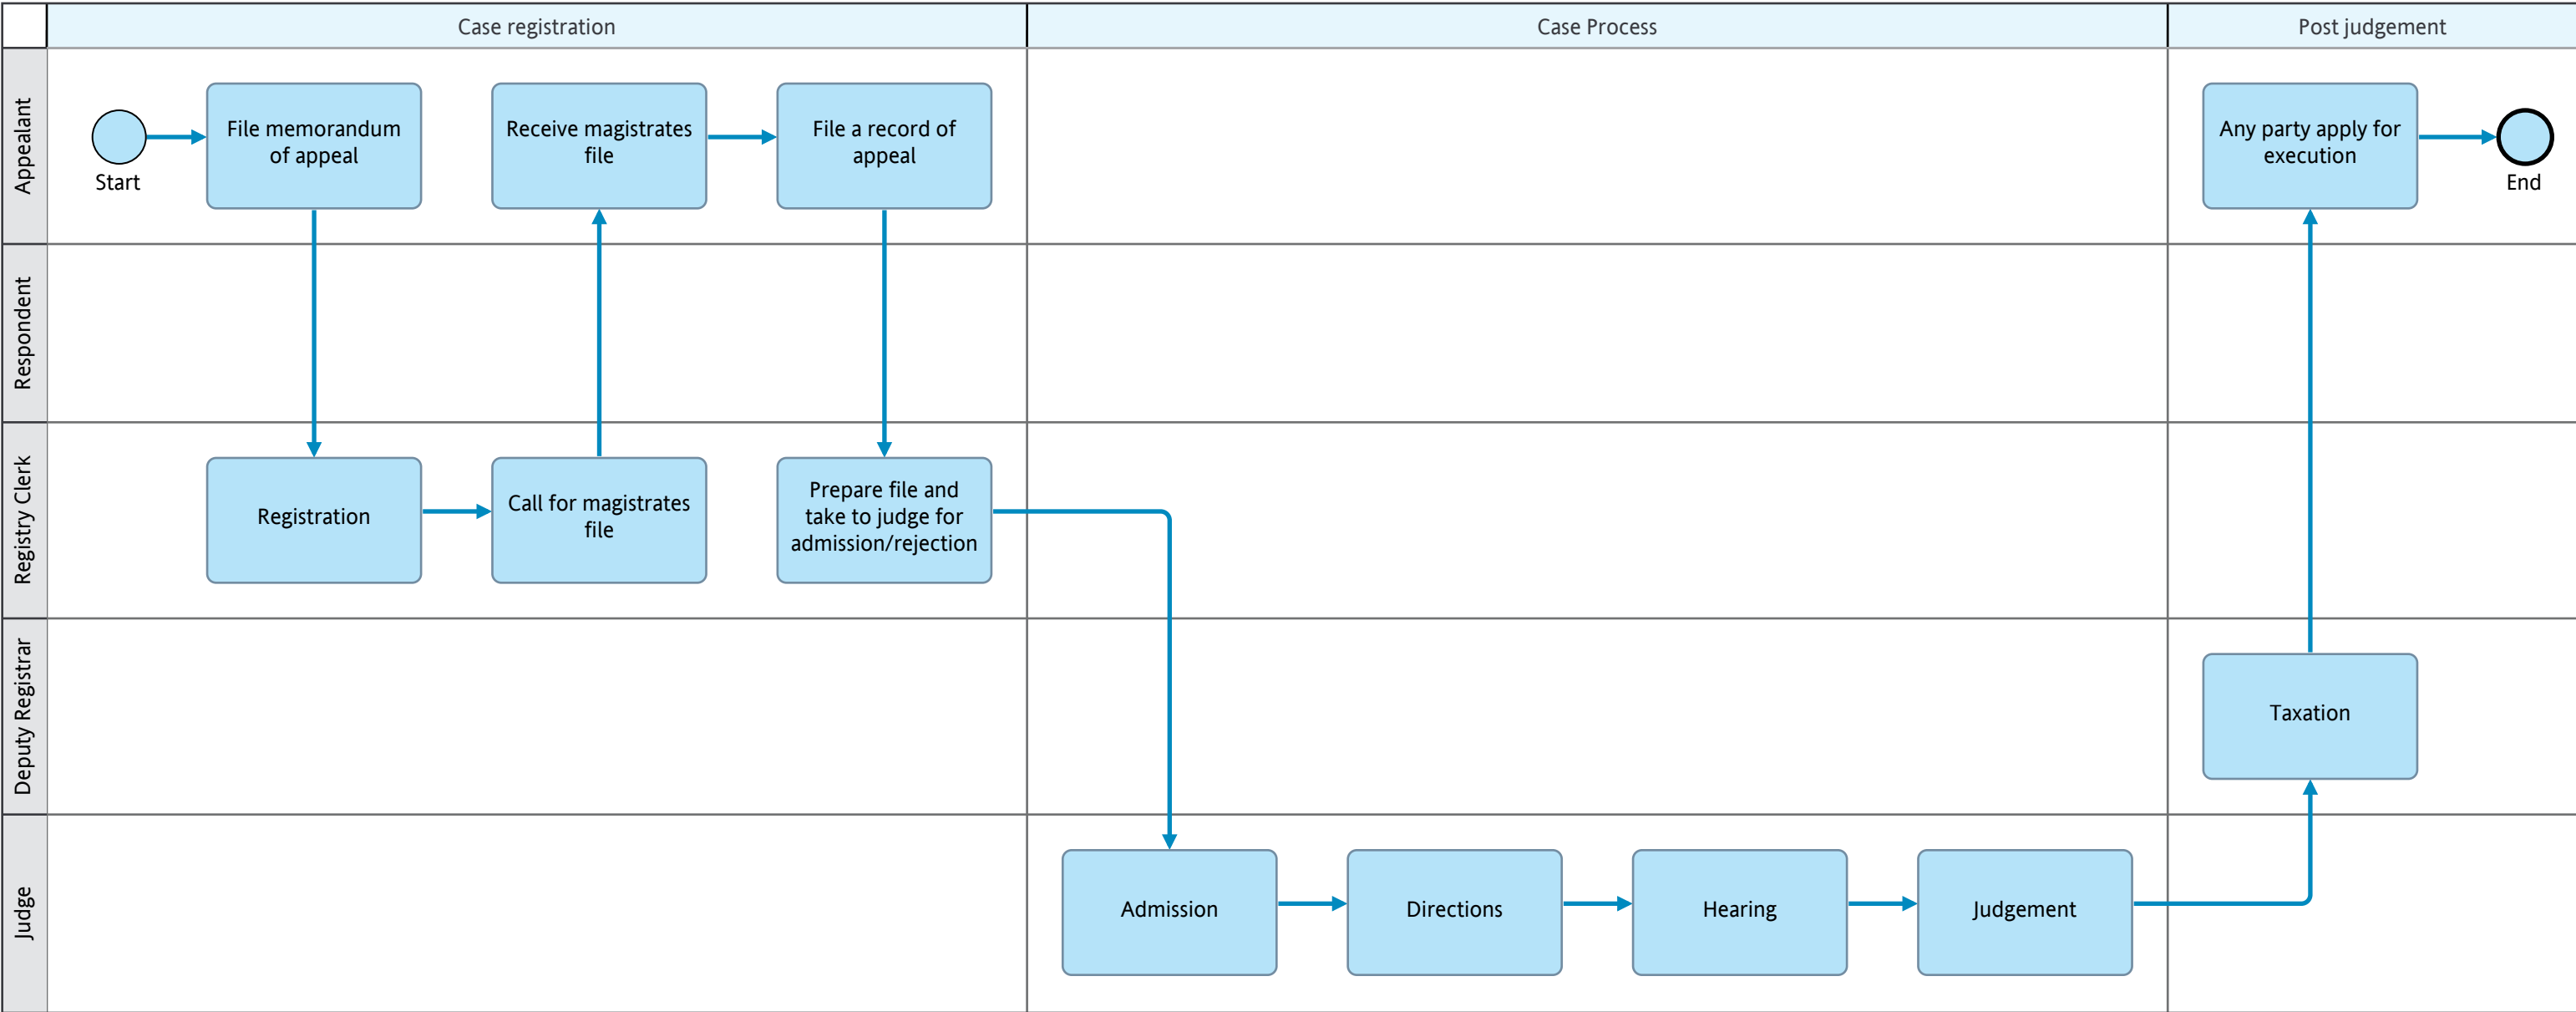 Case registration
Case Process
Post judgement
Appealant
Start
File memorandum
of appeal
Receive magistrates
file
File a record of
appeal
Any party apply for
execution
End
Respondent
Registry Clerk
Registration
Call for magistrates
file
Prepare file and
take to judge for
admission/rejection
Deputy Registrar
Taxation
Judge
Admission
Directions
Hearing
Judgement